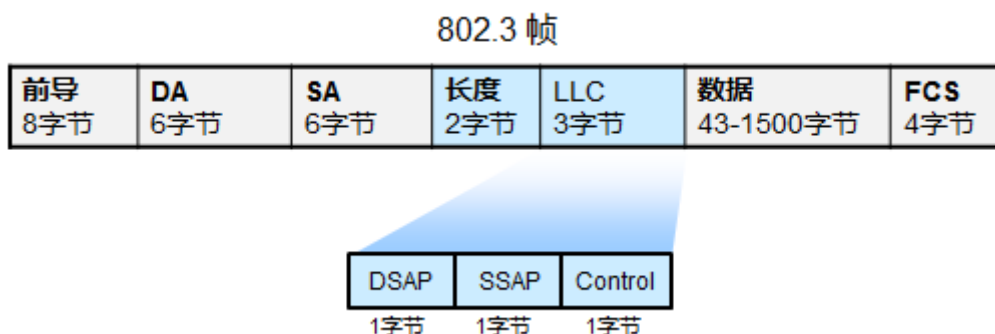 802.3 帧
前导 DA SA 长度 LLC 数据 FCS
8字节 6字节 6字节 2字节 3字节 43-1500字节 4字节
DSAP SSAP Control
1字节 1字节 1字节